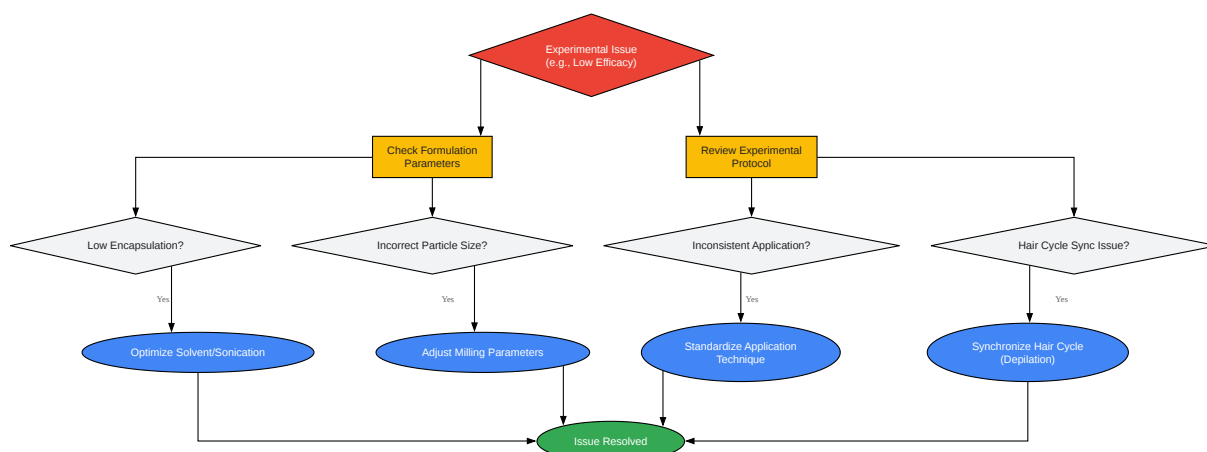 Experimental Issue
(e.g., Low Efficacy)
Check Formulation
Parameters
Review Experimental
Protocol
Low Encapsulation?
Incorrect Particle Size?
Inconsistent Application?
Hair Cycle Sync Issue?
Yes
Yes
Yes
Yes
Optimize Solvent/Sonication
Adjust Milling Parameters
Standardize Application
Technique
Synchronize Hair Cycle
(Depilation)
Issue Resolved